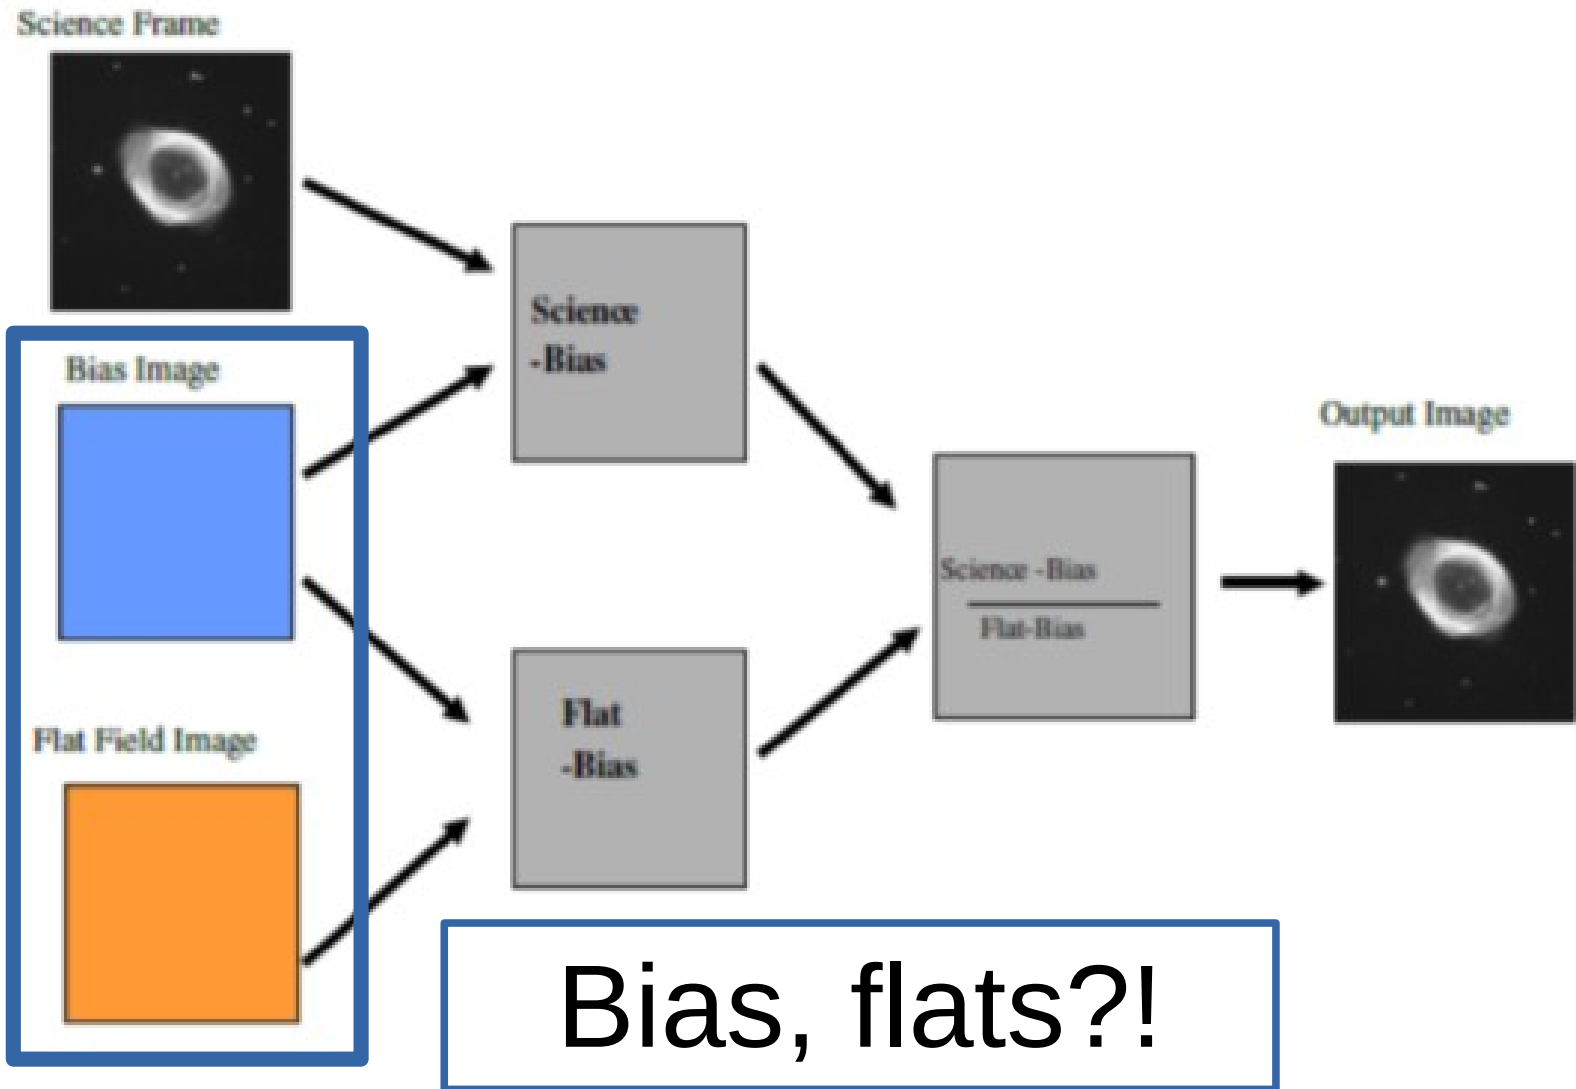 Science Frame
Bias Image
Flat Field Image
Science
-Bias
Flat
-Bias
Science -Bias
Flat-Bias
Output Image
Bias, flats?!